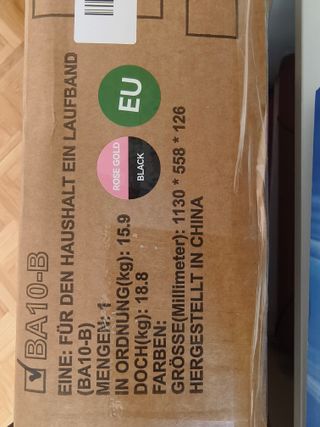 BA10-B
EINE: FÜR DEN HAUSHALT EIN LAUFBAND
(BA10-B)
MENGEN: 1
IN ORDNUNG(kg): 15.9
DOCH(kg): 18.8
FARBEN:
ROSE GOLD
BLACK
GRÖSSE(Millimeter): 1130 * 558 * 126
HERGESTELLT IN CHINA
EU